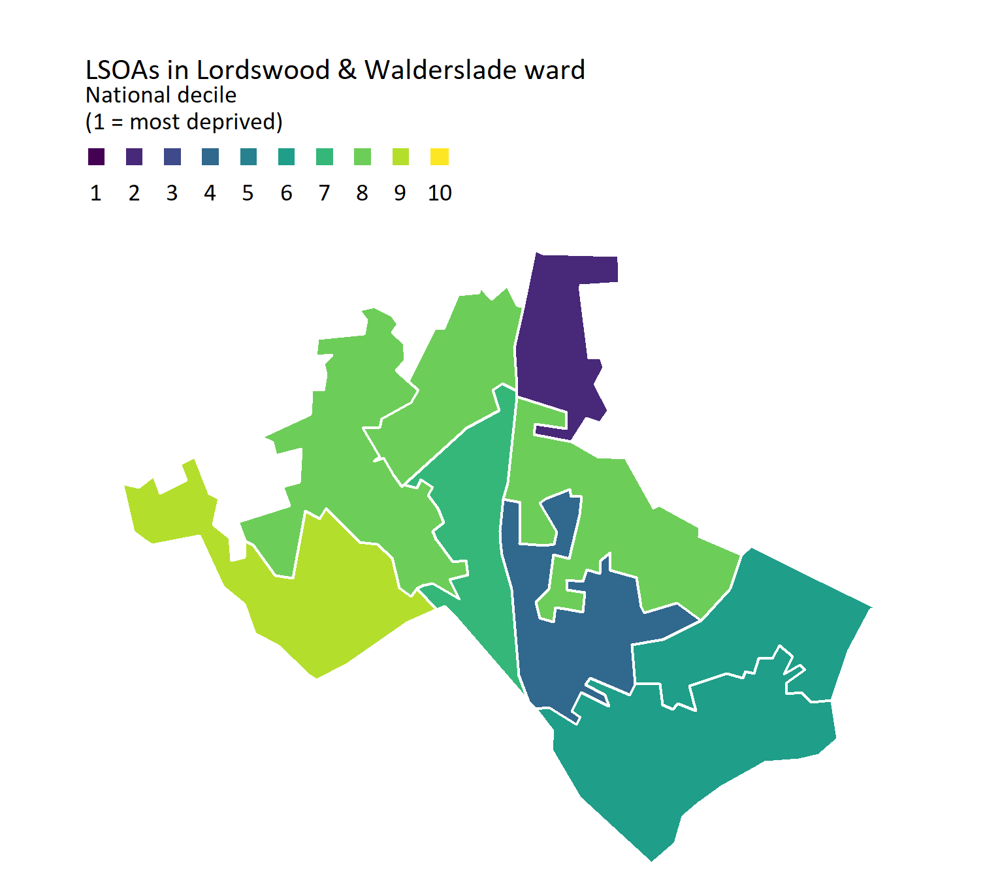 LSOAs in Lordswood & Walderslade ward
National decile
(1 = most deprived)
1 2 3 4 5 6 7 8 9 10